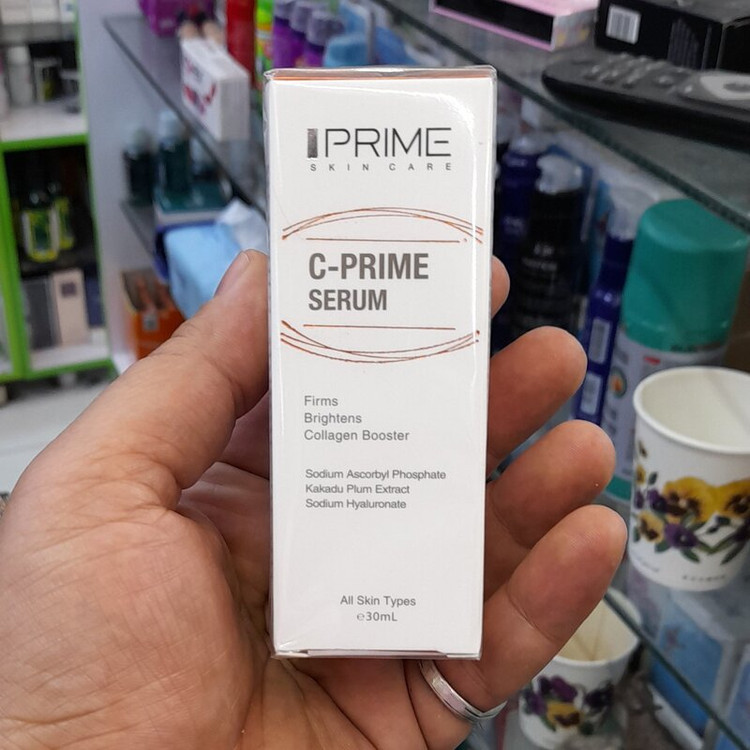 PRIME
SKIN CARE
C-PRIME
SERUM
Firms
Brightens
Collagen Booster
Sodium Ascorbyl Phosphate
Kakadu Plum Extract
Sodium Hyaluronate
All Skin Types
℮30mL